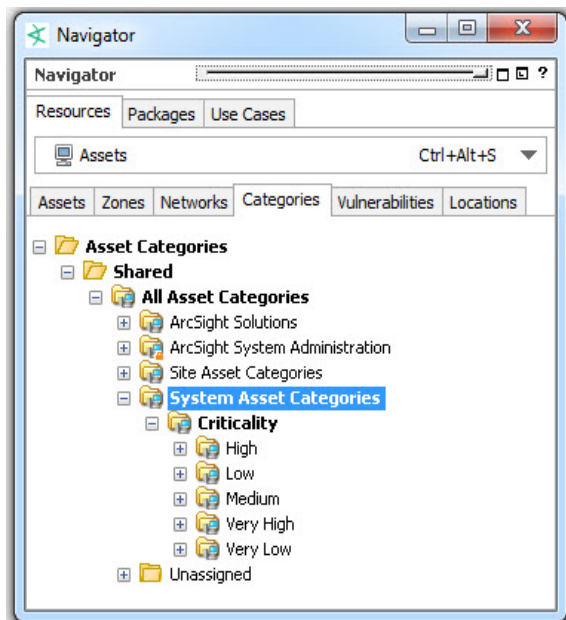 Navigator
Navigator ?
Resources Packages Use Cases
Assets Ctrl+Alt+S
Assets Zones Networks Categories Vulnerabilities Locations
Asset Categories
Shared
All Asset Categories
ArcSight Solutions
ArcSight System Administration
Site Asset Categories
System Asset Categories
Criticality
High
Low
Medium
Very High
Very Low
Unassigned